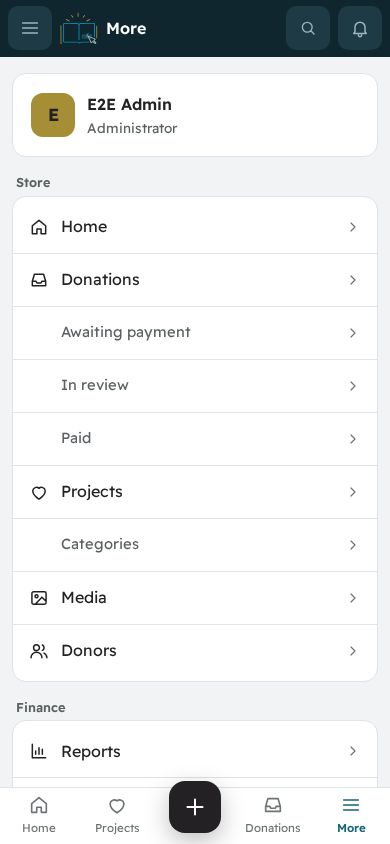 More
E
E2E Admin
Administrator
Store
Home
Donations
Awaiting payment
In review
Paid
Projects
Categories
Media
Donors
Finance
Reports
Home
Projects
Donations
More